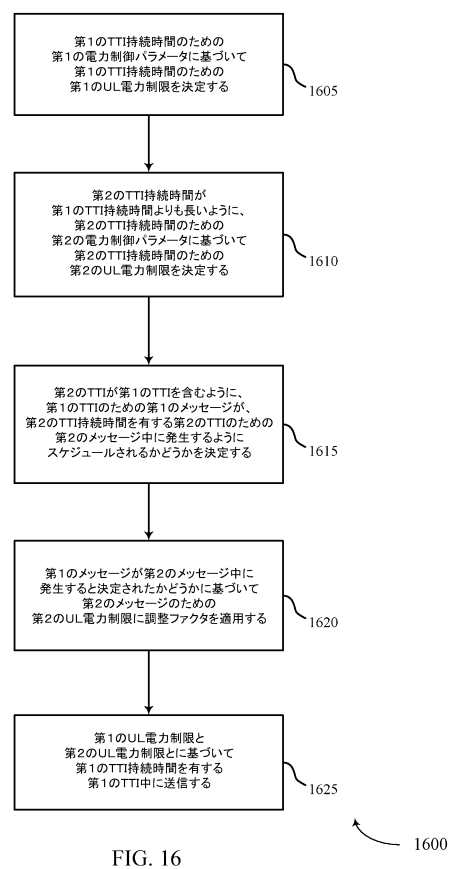 第１のＴＴＩ持続時間のための
第１の電力制御パラメータに基づいて
第１のＴＴＩ持続時間のための
第１のＵＬ電力制限を決定する
1605
第２のＴＴＩ持続時間が
第１のＴＴＩ持続時間よりも長いように、
第２のＴＴＩ持続時間のための
第２の電力制御パラメータに基づいて
第２のＴＴＩ持続時間のための
第２のＵＬ電力制限を決定する
1610
第２のＴＴＩが第１のＴＴＩを含むように、
第１のＴＴＩのための第１のメッセージが、
第２のＴＴＩ持続時間を有する第２のＴＴＩのための
第２のメッセージ中に発生するように
スケジュールされるかどうかを決定する
1615
第１のメッセージが第２のメッセージ中に
発生すると決定されたかどうかに基づいて
第２のメッセージのための
第２のＵＬ電力制限に調整ファクタを適用する
1620
第１のＵＬ電力制限と
第２のＵＬ電力制限とに基づいて
第１のＴＴＩ持続時間を有する
第１のＴＴＩ中に送信する
1625
1600
FIG. 16